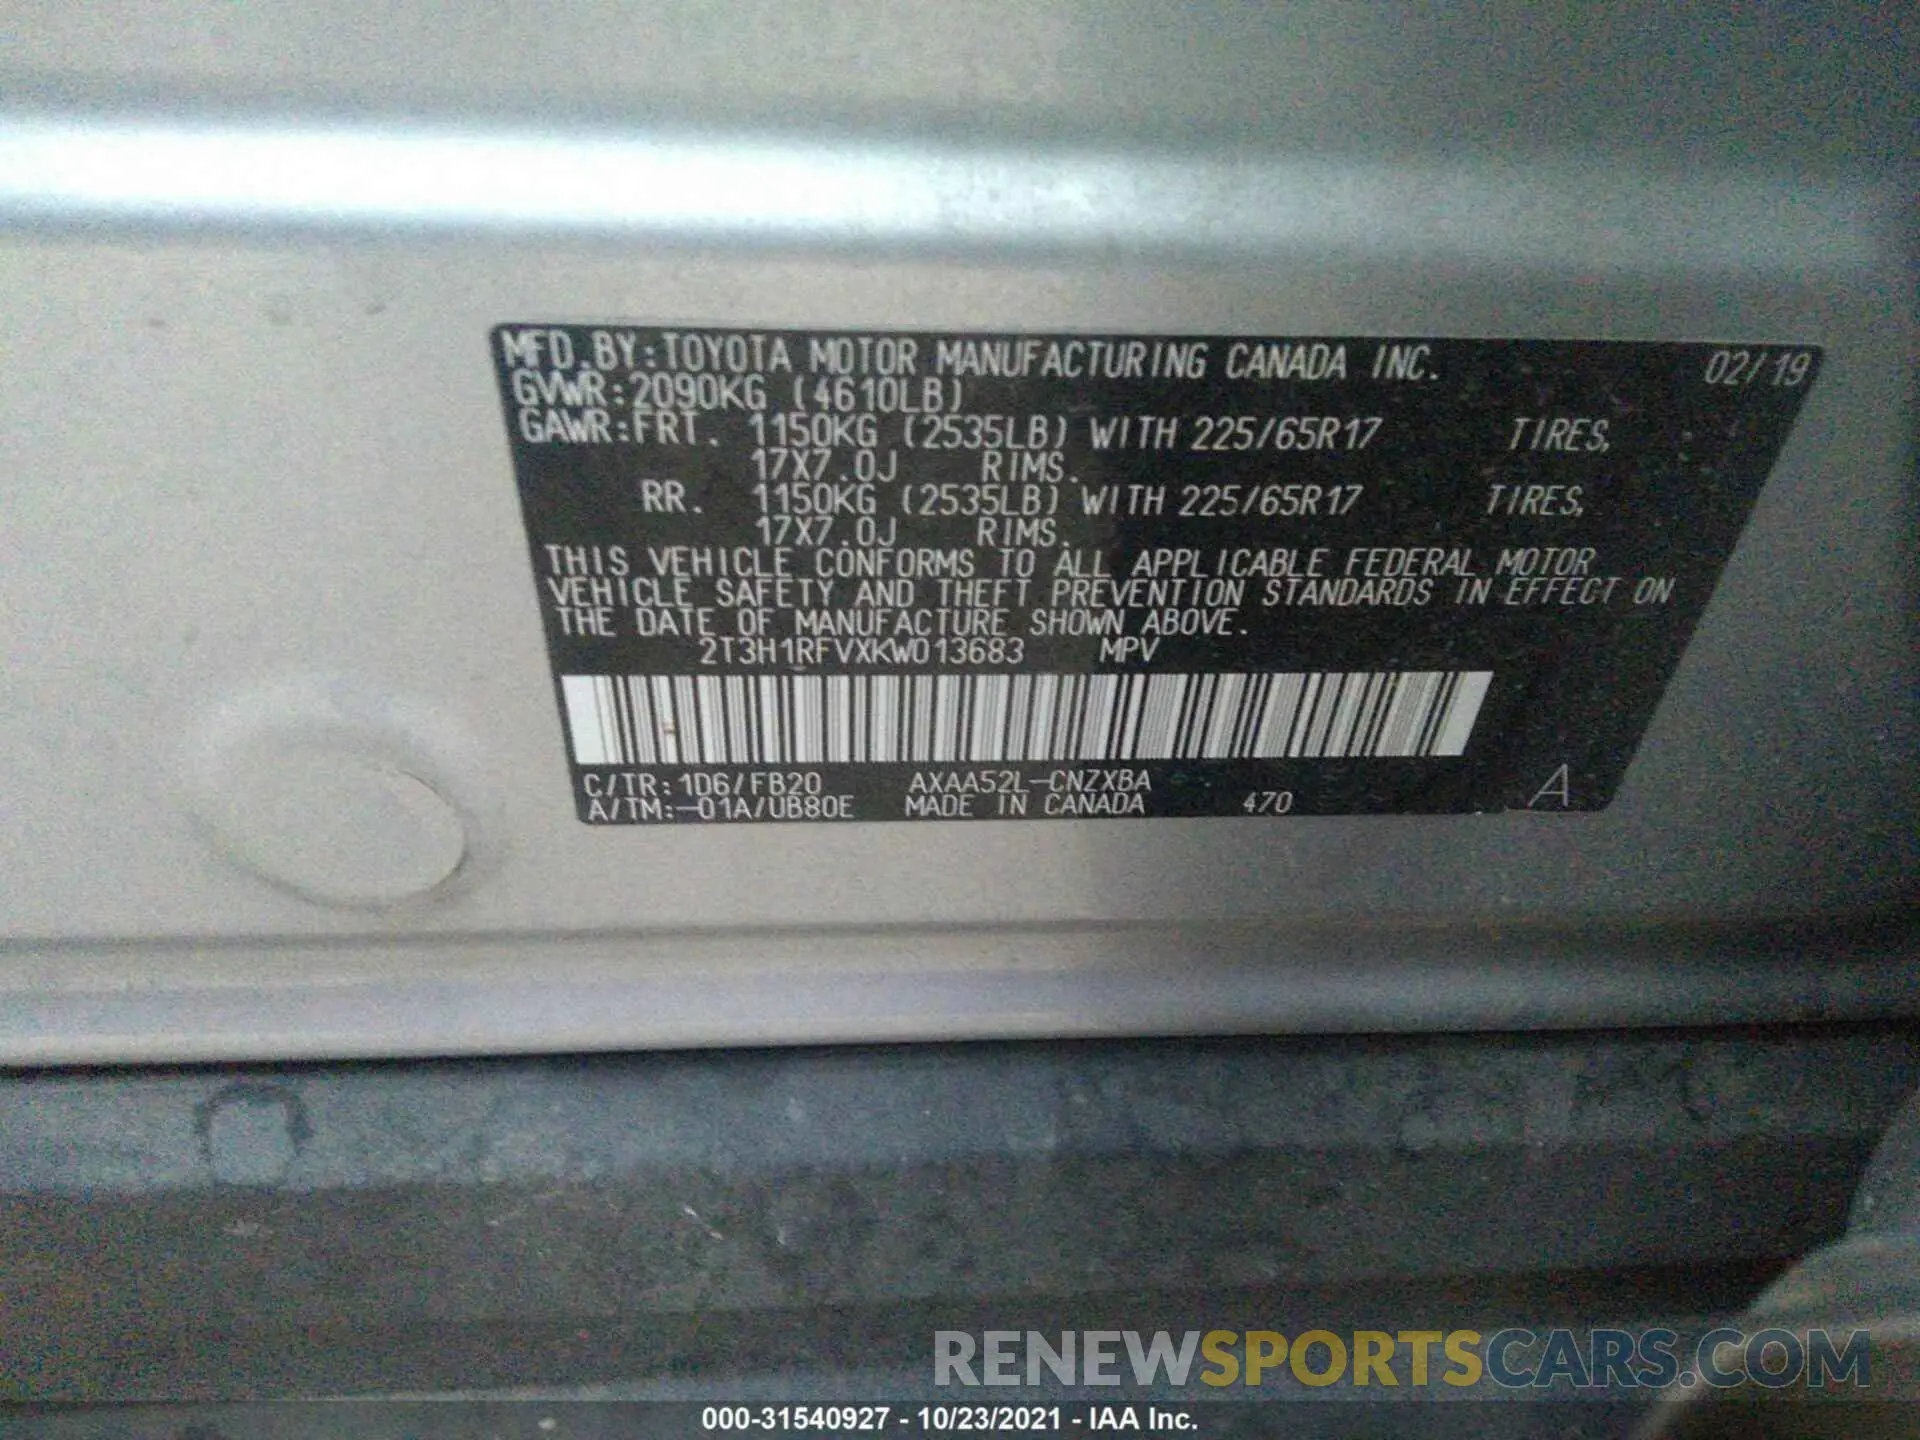 MFD.BY:TOYOTA MOTOR MANUFACTURING CANADA INC. 02/19
GVWR:2090KG (4610LB)
GAWR:FRT. 1150KG (2535LB) WITH 225/65R17 TIRES,
17X7.0J RIMS.
RR. 1150KG (2535LB) WITH 225/65R17 TIRES,
17X7.0J RIMS.
THIS VEHICLE CONFORMS TO ALL APPLICABLE FEDERAL MOTOR
VEHICLE SAFETY AND THEFT PREVENTION STANDARDS IN EFFECT ON
THE DATE OF MANUFACTURE SHOWN ABOVE.
2T3H1RFVXKW013683 MPV
C/TR:1D6/FB20 AXAA52L-CNZXBA
A/TM:-01A/UB80E MADE IN CANADA 470 A
RENEWSPORTSCARS.COM
000-31540927 - 10/23/2021 - IAA Inc.